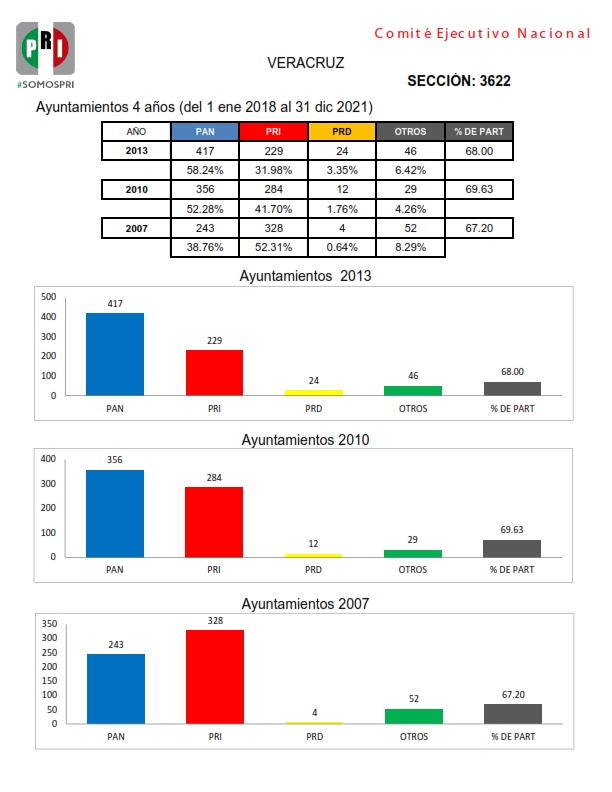 Comité Ejecutivo Nacional
PRI
#SOMOSPRI
VERACRUZ
SECCIÓN: 3622
Ayuntamientos 4 años (del 1 ene 2018 al 31 dic 2021)
AÑO PAN PRI PRD OTROS % DE PART
2013 417 229 24 46 68.00
58.24% 31.98% 3.35% 6.42%
2010 356 284 12 29 69.63
52.28% 41.70% 1.76% 4.26%
2007 243 328 4 52 67.20
38.76% 52.31% 0.64% 8.29%
Ayuntamientos 2013
500
400
300
200
100
0
417
229
24
46
68.00
PAN PRI PRD OTROS % DE PART
Ayuntamientos 2010
400
300
200
100
0
356
284
12
29
69.63
PAN PRI PRD OTROS % DE PART
Ayuntamientos 2007
350
300
250
200
150
100
50
0
243
328
4
52
67.20
PAN PRI PRD OTROS % DE PART